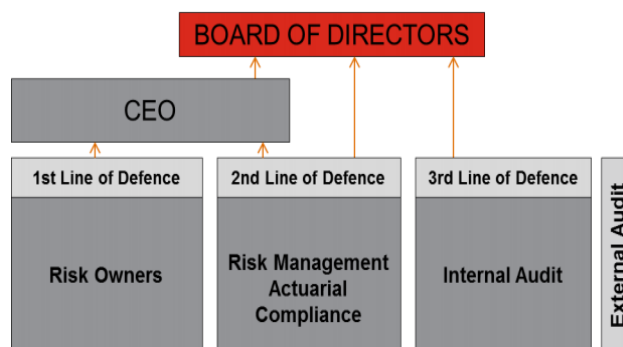 BOARD OF DIRECTORS
CEO
1st Line of Defence
2nd Line of Defence
3rd Line of Defence
Risk Owners
Risk Management
Actuarial
Compliance
Internal Audit
External Audit